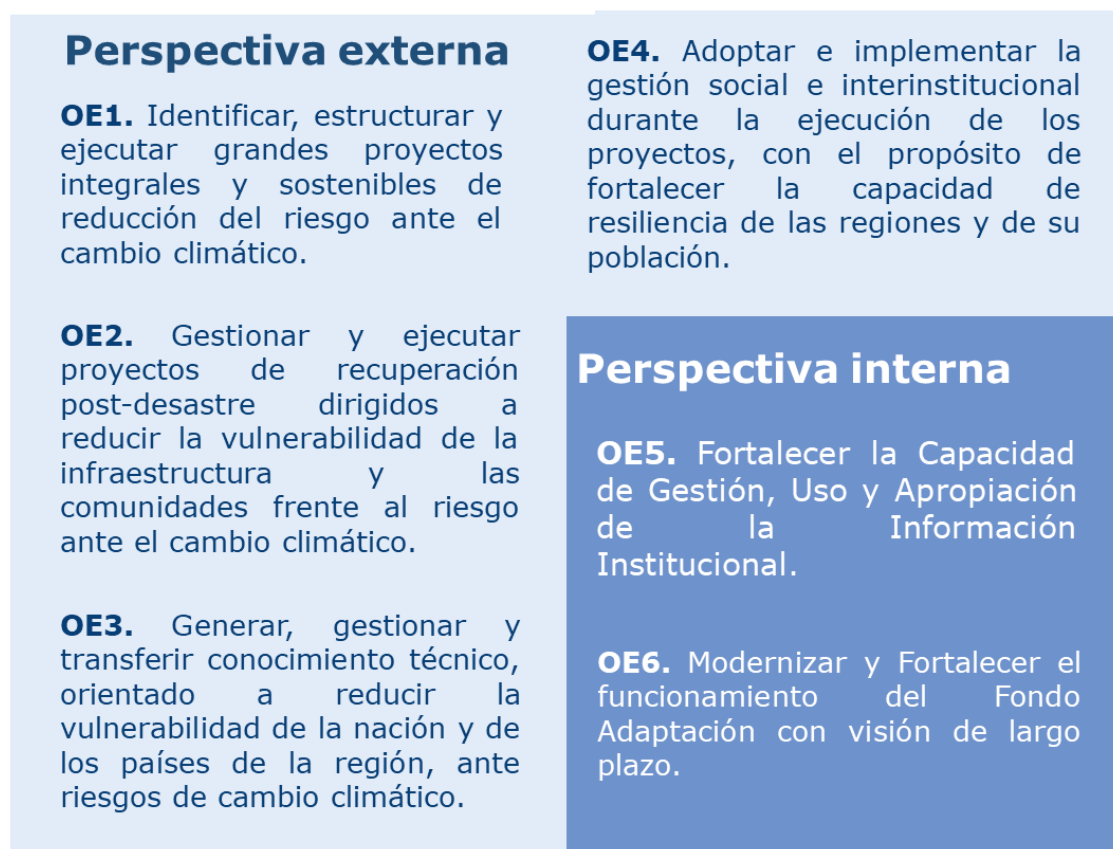 Perspectiva externa
OE1. Identificar, estructurar y
ejecutar grandes proyectos
integrales y sostenibles de
reducción del riesgo ante el
cambio climático.
OE2. Gestionar y ejecutar
proyectos de recuperación
post-desastre dirigidos a
reducir la vulnerabilidad de la
infraestructura y las
comunidades frente al riesgo
ante el cambio climático.
OE3. Generar, gestionar y
transferir conocimiento técnico,
orientado a reducir la
vulnerabilidad de la nación y de
los países de la región, ante
riesgos de cambio climático.
OE4. Adoptar e implementar la
gestión social e interinstitucional
durante la ejecución de los
proyectos, con el propósito de
fortalecer la capacidad de
resiliencia de las regiones y de su
población.
Perspectiva interna
OE5. Fortalecer la Capacidad
de Gestión, Uso y Apropiación
de la Información
Institucional.
OE6. Modernizar y Fortalecer el
funcionamiento del Fondo
Adaptación con visión de largo
plazo.